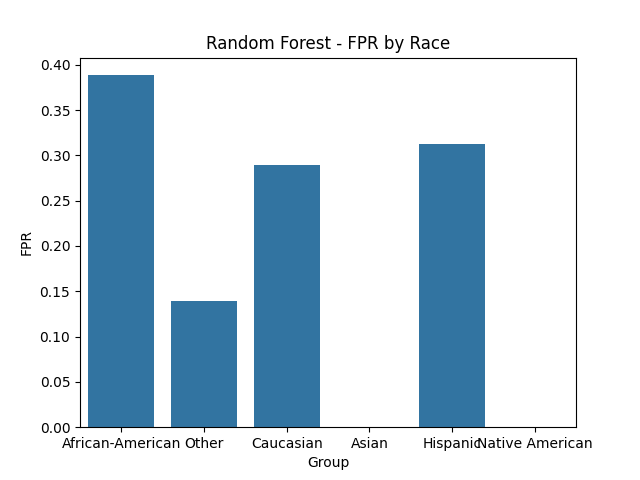 Random Forest - FPR by Race
FPR
0.40
0.35
0.30
0.25
0.20
0.15
0.10
0.05
0.00
African-American Other Caucasian Asian Hispanic Native American
Group